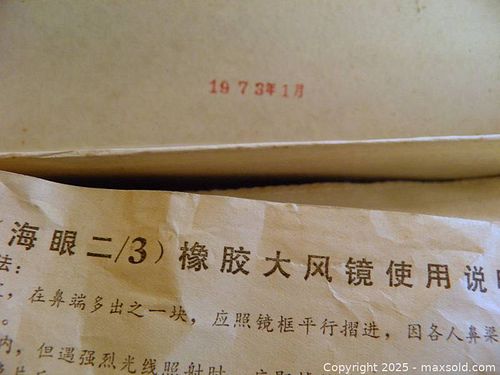 1973年1月
（海眼二/3）橡胶大风镜使用说
法：
，在鼻端多出之一块，应照镜框平行摺进，因各人鼻梁
。
内，但遇强烈光线照射时，
Copyright © 2025 - maxsold.com